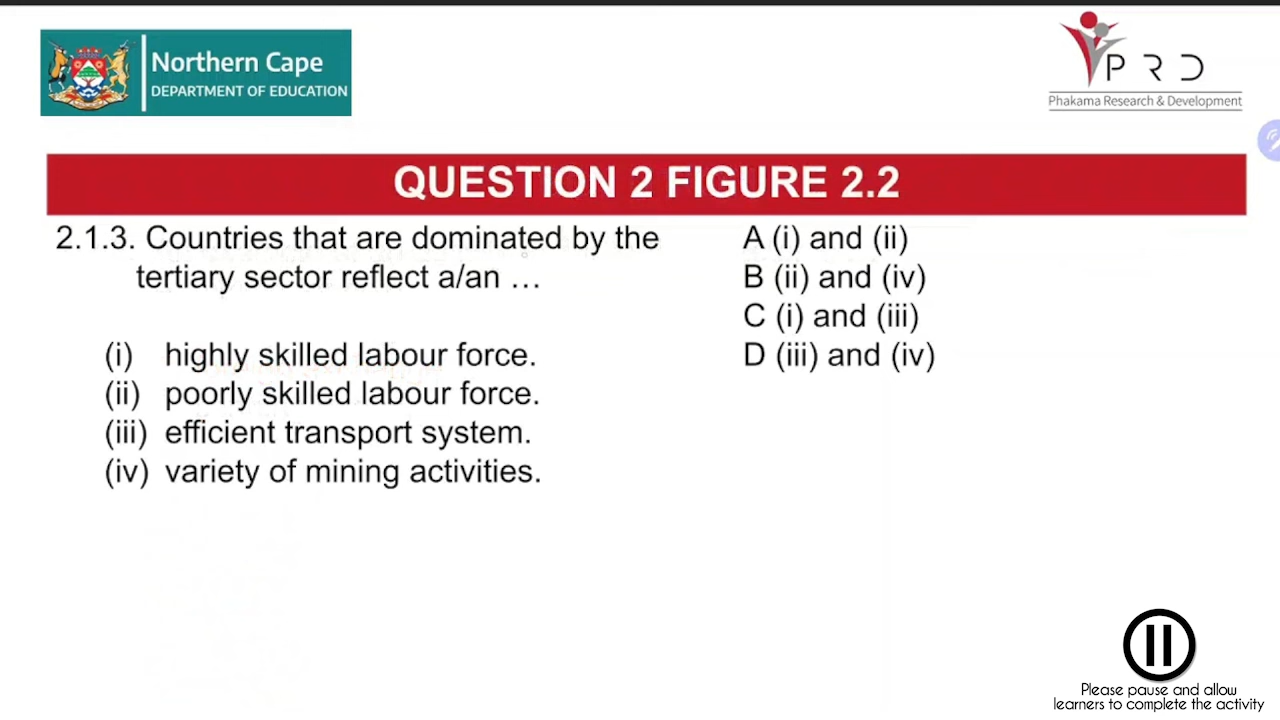 Northern Cape
DEPARTMENT OF EDUCATION
P R D
Phakama Research & Development
QUESTION 2 FIGURE 2.2
2.1.3. Countries that are dominated by the
tertiary sector reflect a/an …
(i) highly skilled labour force.
(ii) poorly skilled labour force.
(iii) efficient transport system.
(iv) variety of mining activities.
A (i) and (ii)
B (ii) and (iv)
C (i) and (iii)
D (iii) and (iv)
Please pause and allow
learners to complete the activity